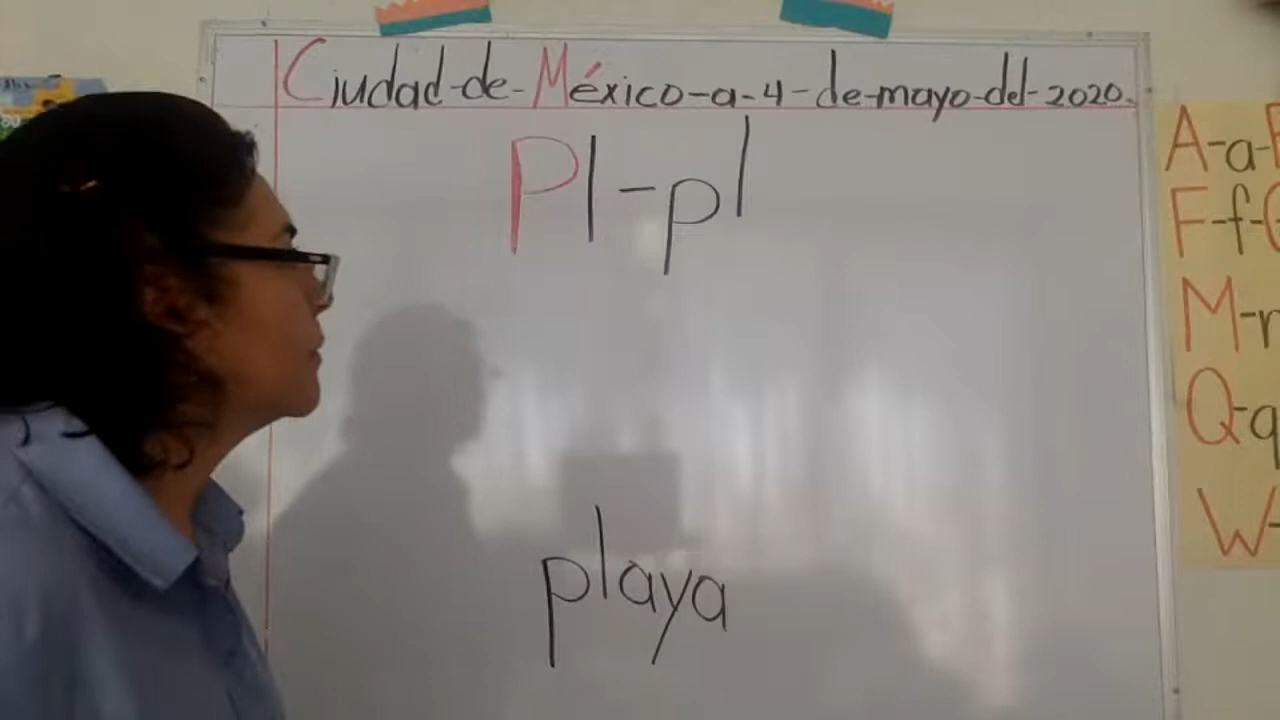 Ciudad-de-México-a-4-de-mayo-del-2020.
Pl-pl
playa
A-a-
F-f-
M-
Q-q
W-